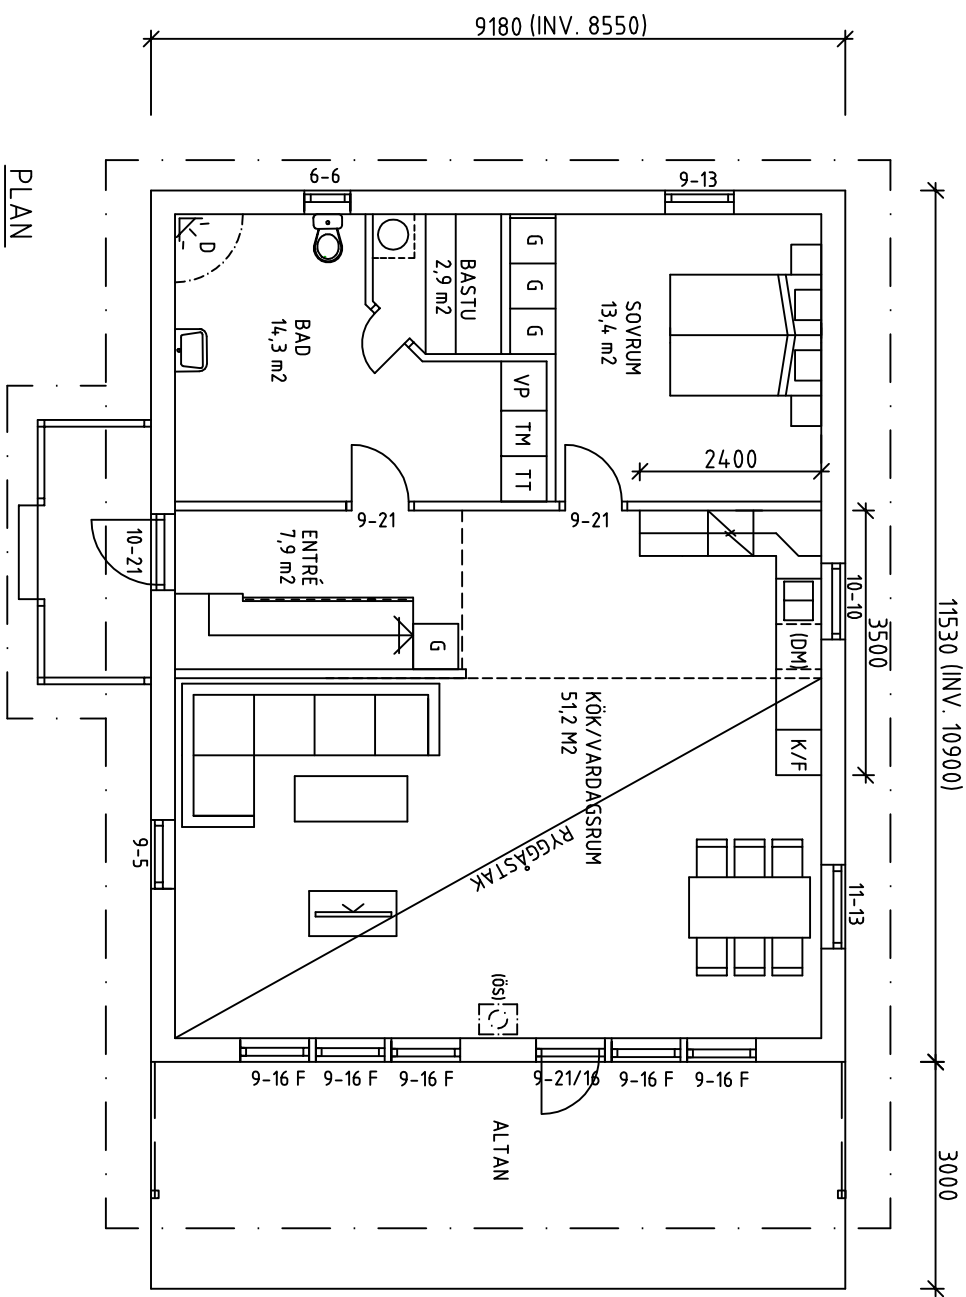 9180 (INV. 8550)
PLAN
6-6
9-13
D
G
G
G
BASTU
2,9 m2
SOVRUM
13,4 m2
BAD
14,3 m2
VP
TM
TT
2400
9-21
9-21
10-21
ENTRÉ
7,9 m2
G
10-10
3500
(DM)
K/F
11530 (INV. 10900)
KÖK/VARDAGSRUM
51,2 M2
RYGGÅSTAK
9-5
11-13
(ÖS)
9-16 F
9-16 F
9-16 F
9-21/16
9-16 F
9-16 F
ALTAN
3000